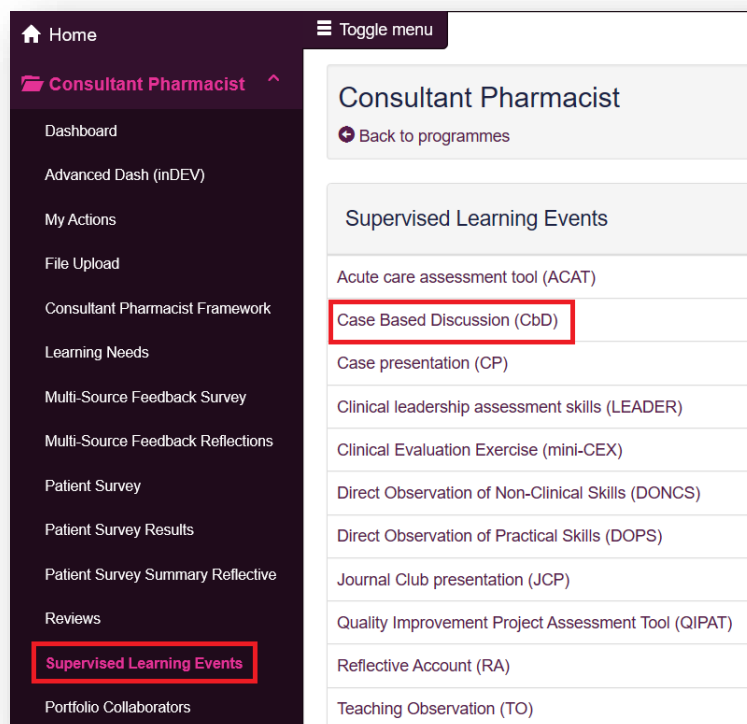 Home
Consultant Pharmacist
Dashboard
Advanced Dash (inDEV)
My Actions
File Upload
Consultant Pharmacist Framework
Learning Needs
Multi-Source Feedback Survey
Multi-Source Feedback Reflections
Patient Survey
Patient Survey Results
Patient Survey Summary Reflective
Reviews
Supervised Learning Events
Portfolio Collaborators
Toggle menu
Consultant Pharmacist
Back to programmes
Supervised Learning Events
Acute care assessment tool (ACAT)
Case Based Discussion (CbD)
Case presentation (CP)
Clinical leadership assessment skills (LEADER)
Clinical Evaluation Exercise (mini-CEX)
Direct Observation of Non-Clinical Skills (DONCS)
Direct Observation of Practical Skills (DOPS)
Journal Club presentation (JCP)
Quality Improvement Project Assessment Tool (QIPAT)
Reflective Account (RA)
Teaching Observation (TO)